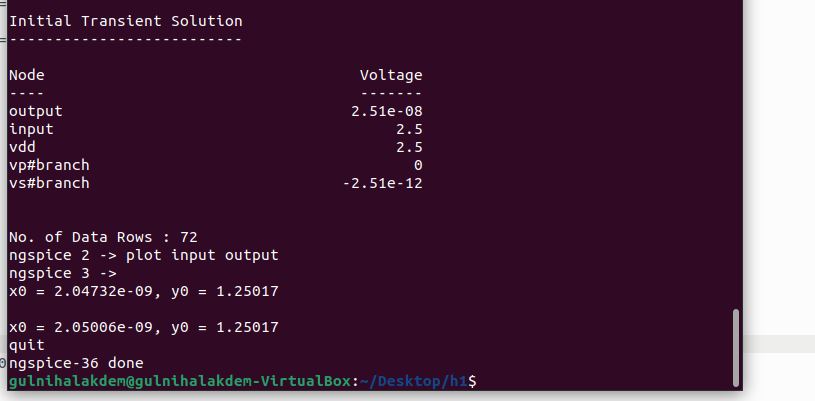 Initial Transient Solution
--------------------------
Node Voltage
---- -------
output 2.51e-08
input 2.5
vdd 2.5
vp#branch 0
vs#branch -2.51e-12
No. of Data Rows : 72
ngspice 2 -> plot input output
ngspice 3 ->
x0 = 2.04732e-09, y0 = 1.25017
x0 = 2.05006e-09, y0 = 1.25017
quit
ngspice-36 done
gulnihalakdem@gulnihalakdem-VirtualBox:~/Desktop/h1$